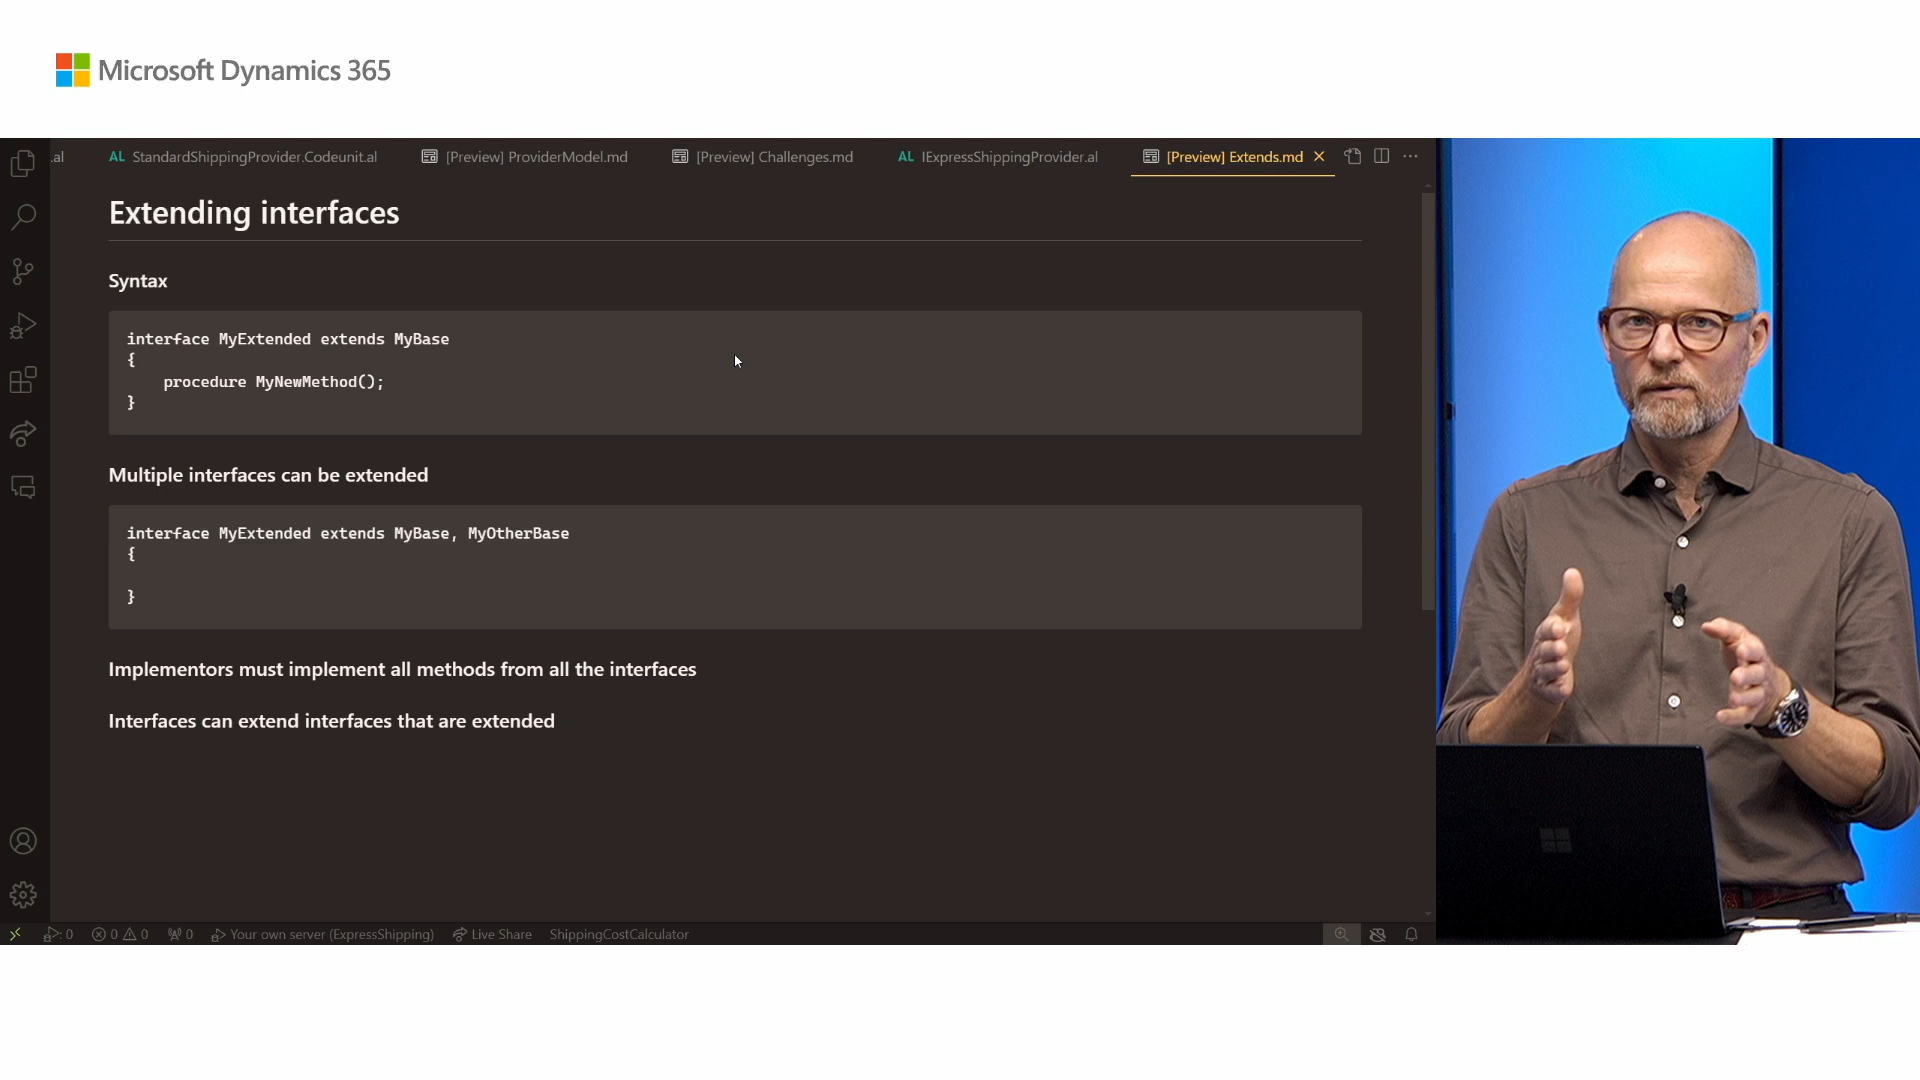 Microsoft Dynamics 365
.al
AL StandardShippingProvider.Codeunit.al
[Preview] ProviderModel.md
[Preview] Challenges.md
AL IExpressShippingProvider.al
[Preview] Extends.md
Extending interfaces
Syntax
interface MyExtended extends MyBase
{
procedure MyNewMethod();
}
Multiple interfaces can be extended
interface MyExtended extends MyBase, MyOtherBase
{
}
Implementors must implement all methods from all the interfaces
Interfaces can extend interfaces that are extended
: 0
0 0
0
Your own server (ExpressShipping)
Live Share
ShippingCostCalculator